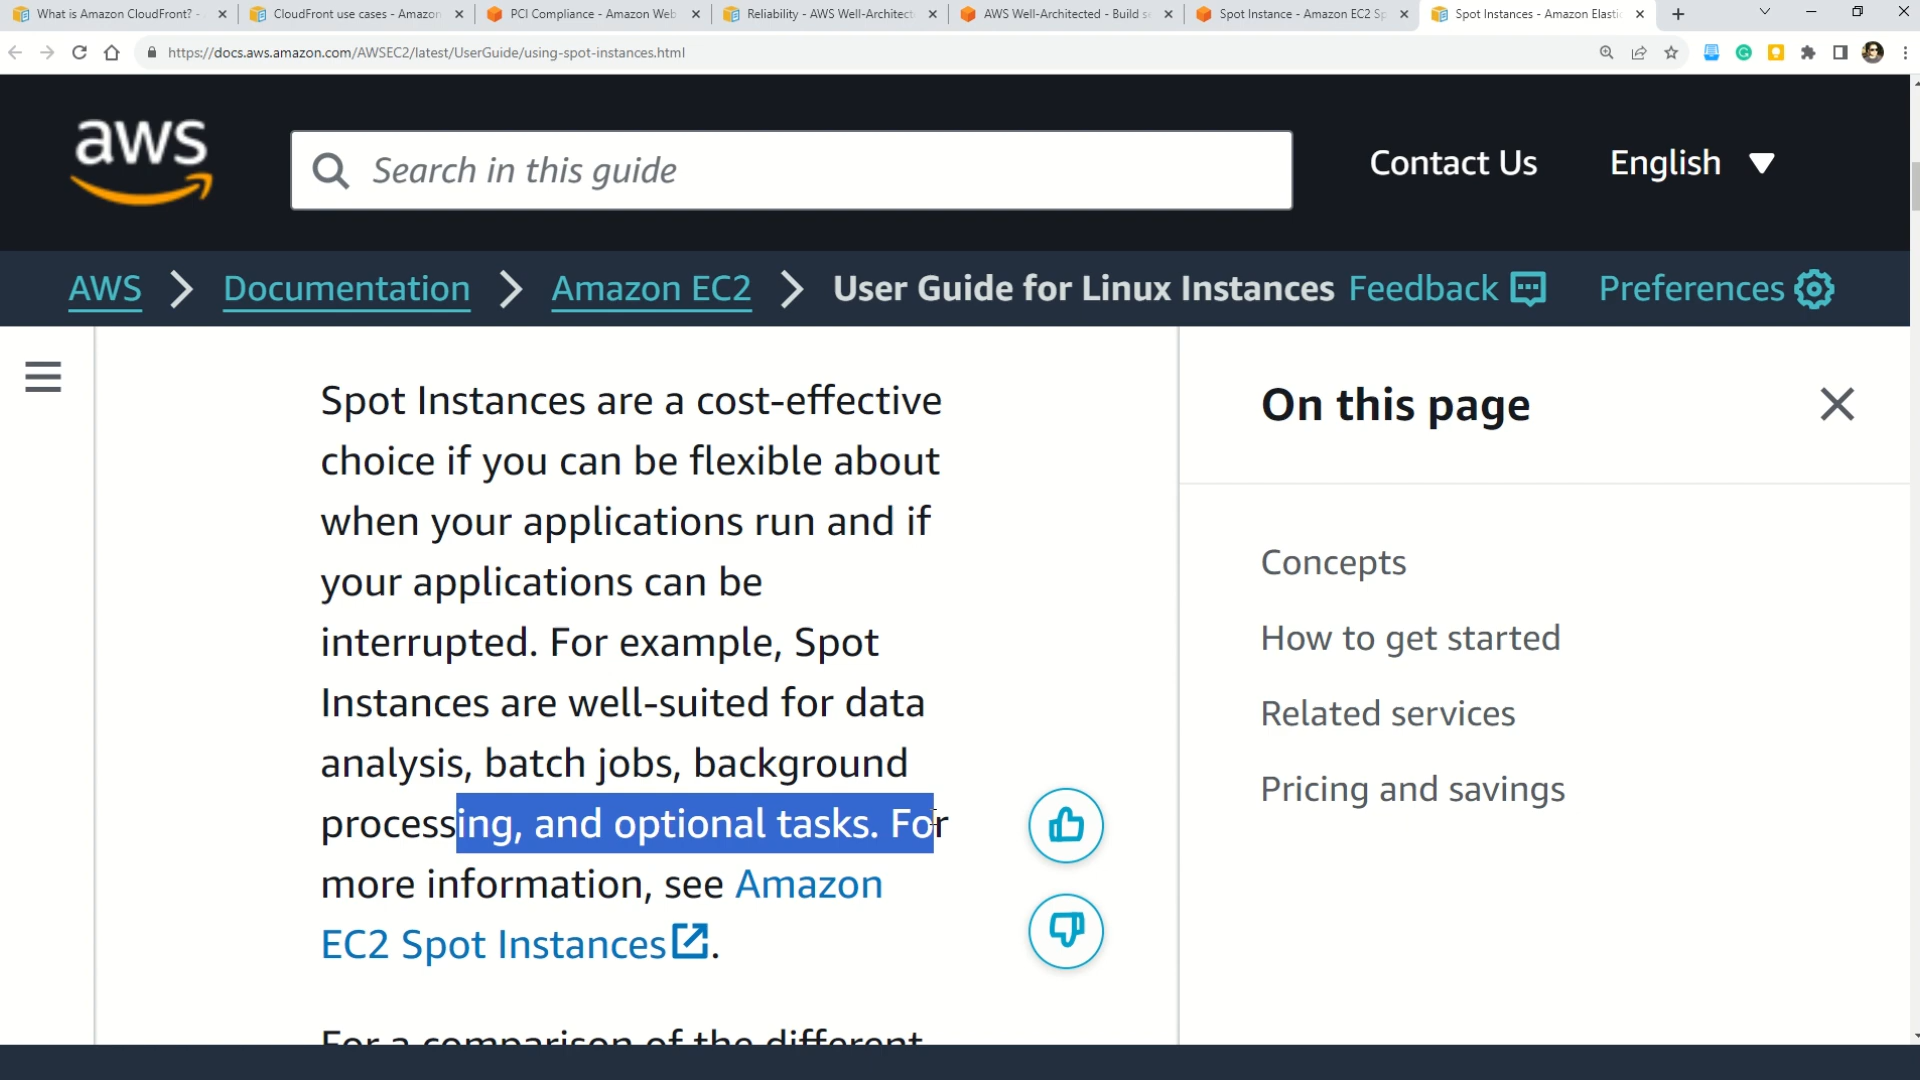 What is Amazon CloudFront? -
CloudFront use cases - Amazon
PCI Compliance - Amazon Web
Reliability - AWS Well-Architect
AWS Well-Architected - Build s
Spot Instance - Amazon EC2 Sp
Spot Instances - Amazon Elastic
https://docs.aws.amazon.com/AWSEC2/latest/UserGuide/using-spot-instances.html
aws
Search in this guide
Contact Us
English
AWS
Documentation
Amazon EC2
User Guide for Linux Instances
Feedback
Preferences
Spot Instances are a cost-effective
choice if you can be flexible about
when your applications run and if
your applications can be
interrupted. For example, Spot
Instances are well-suited for data
analysis, batch jobs, background
processing, and optional tasks. For
more information, see Amazon
EC2 Spot Instances.
For a comparison of the different
On this page
Concepts
How to get started
Related services
Pricing and savings